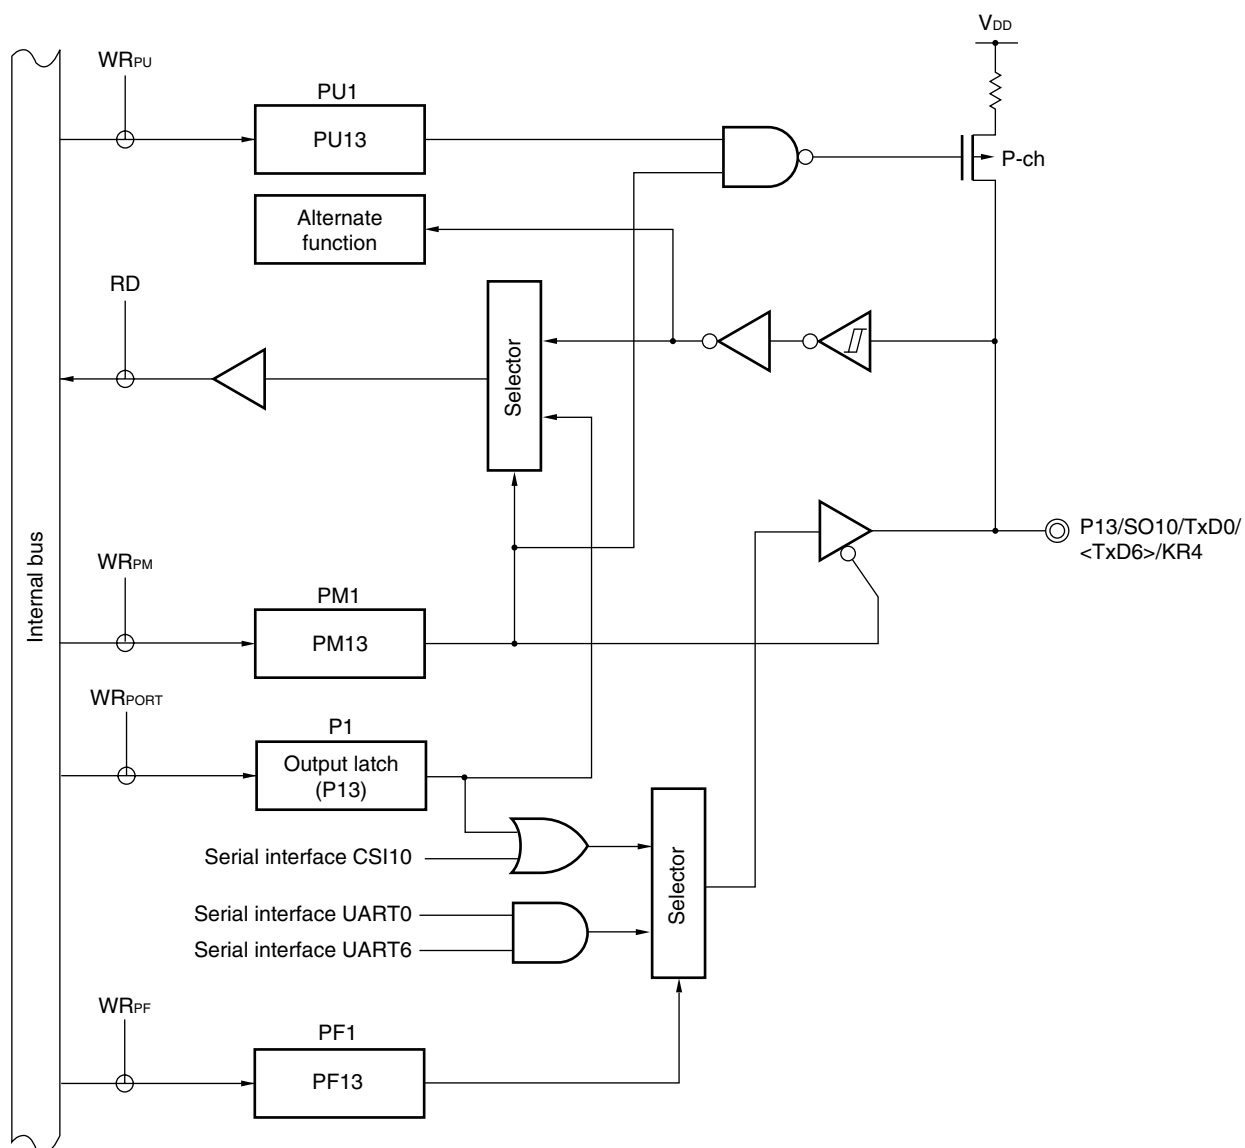 VDD
WRPU
PU1
PU13
P-ch
Alternate
function
RD
Selector
P13/SO10/TxD0/
<TxD6>/KR4
Internal bus
WRPM
PM1
PM13
WRPORT
P1
Output latch
(P13)
Serial interface CSI10
Selector
Serial interface UART0
Serial interface UART6
WRPF
PF1
PF13